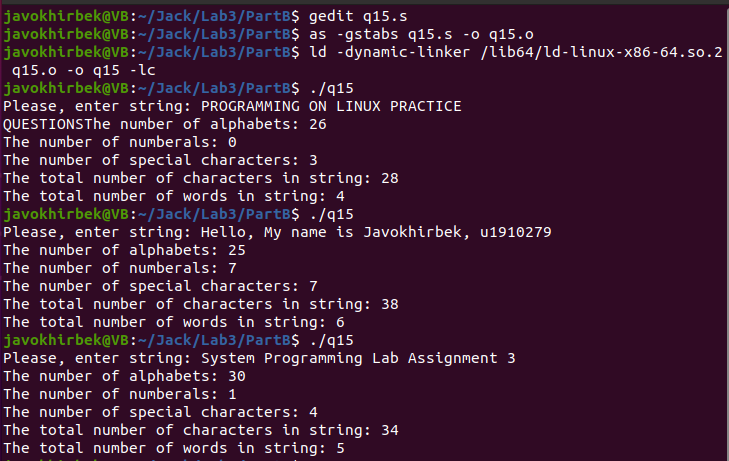 javokhirbek@VB:~/Jack/Lab3/PartB$ gedit q15.s
javokhirbek@VB:~/Jack/Lab3/PartB$ as -gstabs q15.s -o q15.o
javokhirbek@VB:~/Jack/Lab3/PartB$ ld -dynamic-linker /lib64/ld-linux-x86-64.so.2
q15.o -o q15 -lc
javokhirbek@VB:~/Jack/Lab3/PartB$ ./q15
Please, enter string: PROGRAMMING ON LINUX PRACTICE
QUESTIONSThe number of alphabets: 26
The number of numberals: 0
The number of special characters: 3
The total number of characters in string: 28
The total number of words in string: 4
javokhirbek@VB:~/Jack/Lab3/PartB$ ./q15
Please, enter string: Hello, My name is Javokhirbek, u1910279
The number of alphabets: 25
The number of numberals: 7
The number of special characters: 7
The total number of characters in string: 38
The total number of words in string: 6
javokhirbek@VB:~/Jack/Lab3/PartB$ ./q15
Please, enter string: System Programming Lab Assignment 3
The number of alphabets: 30
The number of numberals: 1
The number of special characters: 4
The total number of characters in string: 34
The total number of words in string: 5